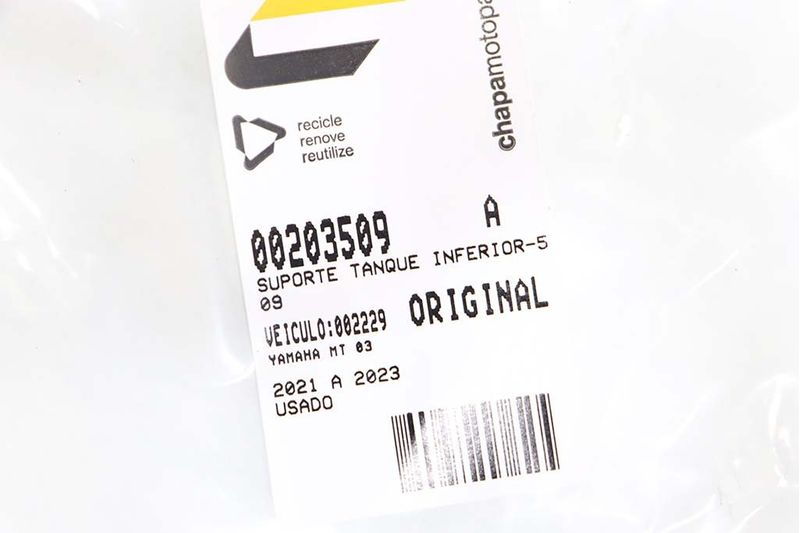 chapamotopa
recicle
renove
reutilize
00203509 A
SUPORTE TANQUE INFERIOR-5
09
VEICULO:002229 ORIGINAL
YAMAHA MT 03
2021 A 2023
USADO